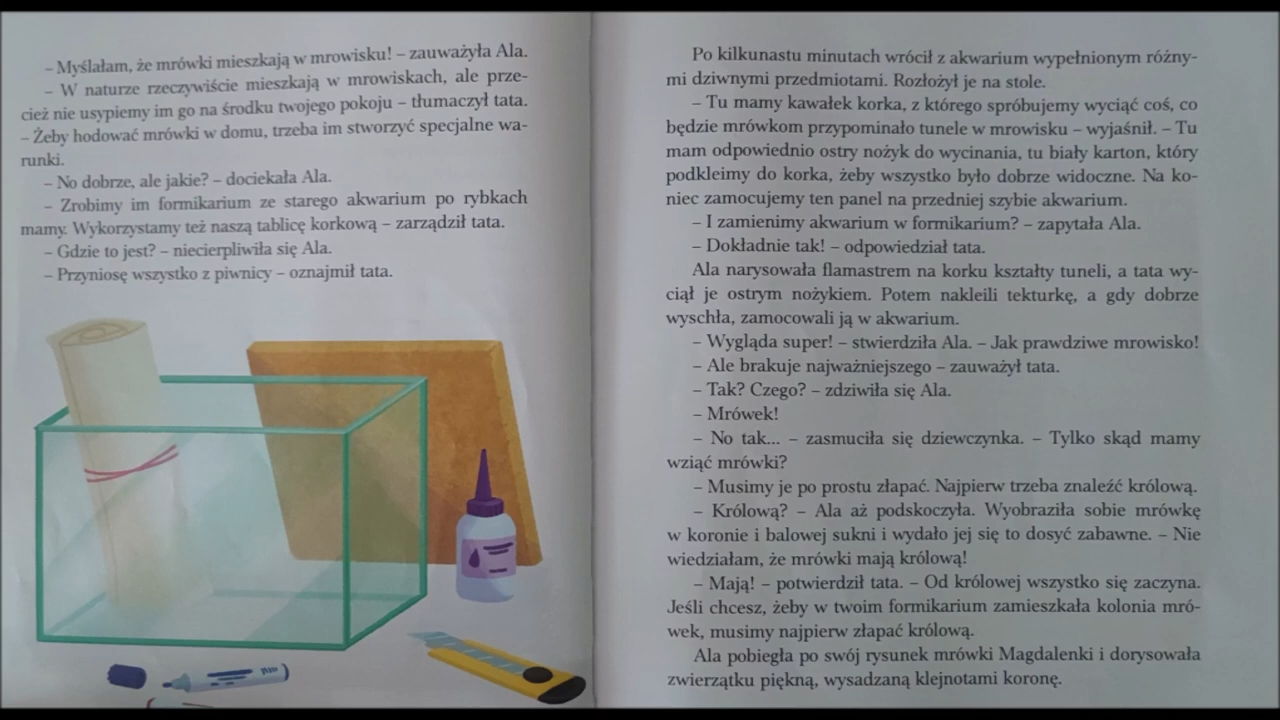 – Myślałam, że mrówki mieszkają w mrowisku! – zauważyła Ala.
– W naturze rzeczywiście mieszkają w mrowiskach, ale prze-
cież nie usypiemy im go na środku twojego pokoju – tłumaczył tata.
– Żeby hodować mrówki w domu, trzeba im stworzyć specjalne wa-
runki.
– No dobrze, ale jakie? – dociekała Ala.
– Zrobimy im formikarium ze starego akwarium po rybkach
mamy. Wykorzystamy też naszą tablicę korkową – zarządził tata.
– Gdzie to jest? – niecierpliwiła się Ala.
– Przyniosę wszystko z piwnicy – oznajmił tata.
Po kilkunastu minutach wrócił z akwarium wypełnionym różny-
mi dziwnymi przedmiotami. Rozłożył je na stole.
– Tu mamy kawałek korka, z którego spróbujemy wyciąć coś, co
będzie mrówkom przypominało tunele w mrowisku – wyjaśnił. – Tu
mam odpowiednio ostry nożyk do wycinania, tu biały karton, który
podkleimy do korka, żeby wszystko było dobrze widoczne. Na ko-
niec zamocujemy ten panel na przedniej szybie akwarium.
– I zamienimy akwarium w formikarium? – zapytała Ala.
– Dokładnie tak! – odpowiedział tata.
Ala narysowała flamastrem na korku kształty tuneli, a tata wy-
ciął je ostrym nożykiem. Potem nakleili tekturkę, a gdy dobrze
wyschła, zamocowali ją w akwarium.
– Wygląda super! – stwierdziła Ala. – Jak prawdziwe mrowisko!
– Ale brakuje najważniejszego – zauważył tata.
– Tak? Czego? – zdziwiła się Ala.
– Mrówek!
– No tak... – zasmuciła się dziewczynka. – Tylko skąd mamy
wziąć mrówki?
– Musimy je po prostu złapać. Najpierw trzeba znaleźć królową.
– Królową? – Ala aż podskoczyła. Wyobraziła sobie mrówkę
w koronie i balowej sukni i wydało jej się to dosyć zabawne. – Nie
wiedziałam, że mrówki mają królową!
– Mają! – potwierdził tata. – Od królowej wszystko się zaczyna.
Jeśli chcesz, żeby w twoim formikarium zamieszkała kolonia mró-
wek, musimy najpierw złapać królową.
Ala pobiegła po swój rysunek mrówki Magdalenki i dorysowała
zwierzątku piękną, wysadzaną klejnotami koronę.